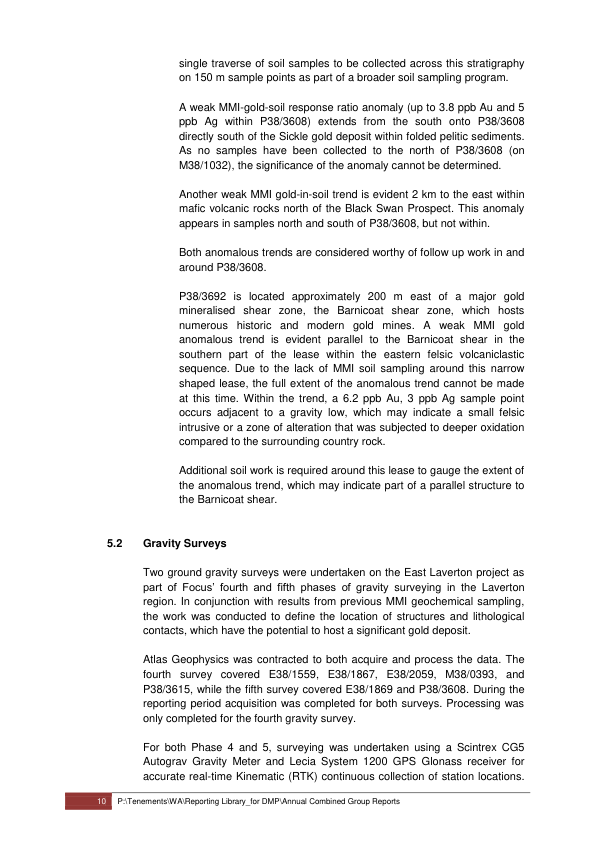 single traverse of soil samples to be collected across this stratigraphy
on 150 m sample points as part of a broader soil sampling program.
A weak MMI-gold-soil response ratio anomaly (up to 3.8 ppb Au and 5
ppb Ag within P38/3608) extends from the south onto P38/3608
directly south of the Sickle gold deposit within folded pelitic sediments.
As no samples have been collected to the north of P38/3608 (on
M38/1032), the significance of the anomaly cannot be determined.
Another weak MMI gold-in-soil trend is evident 2 km to the east within
mafic volcanic rocks north of the Black Swan Prospect. This anomaly
appears in samples north and south of P38/3608, but not within.
Both anomalous trends are considered worthy of follow up work in and
around P38/3608.
P38/3692 is located approximately 200 m east of a major gold
mineralised shear zone, the Barnicoat shear zone, which hosts
numerous historic and modern gold mines. A weak MMI gold
anomalous trend is evident parallel to the Barnicoat shear in the
southern part of the lease within the eastern felsic volcaniclastic
sequence. Due to the lack of MMI soil sampling around this narrow
shaped lease, the full extent of the anomalous trend cannot be made
at this time. Within the trend, a 6.2 ppb Au, 3 ppb Ag sample point
occurs adjacent to a gravity low, which may indicate a small felsic
intrusive or a zone of alteration that was subjected to deeper oxidation
compared to the surrounding country rock.
Additional soil work is required around this lease to gauge the extent of
the anomalous trend, which may indicate part of a parallel structure to
the Barnicoat shear.
5.2 Gravity Surveys
Two ground gravity surveys were undertaken on the East Laverton project as
part of Focus' fourth and fifth phases of gravity surveying in the Laverton
region. In conjunction with results from previous MMI geochemical sampling,
the work was conducted to define the location of structures and lithological
contacts, which have the potential to host a significant gold deposit.
Atlas Geophysics was contracted to both acquire and process the data. The
fourth survey covered E38/1559, E38/1867, E38/2059, M38/0393, and
P38/3615, while the fifth survey covered E38/1869 and P38/3608. During the
reporting period acquisition was completed for both surveys. Processing was
only completed for the fourth gravity survey.
For both Phase 4 and 5, surveying was undertaken using a Scintrex CG5
Autograv Gravity Meter and Lecia System 1200 GPS Glonass receiver for
accurate real-time Kinematic (RTK) continuous collection of station locations.
10 P:\Tenements\WA\Reporting Library_for DMP\Annual Combined Group Reports